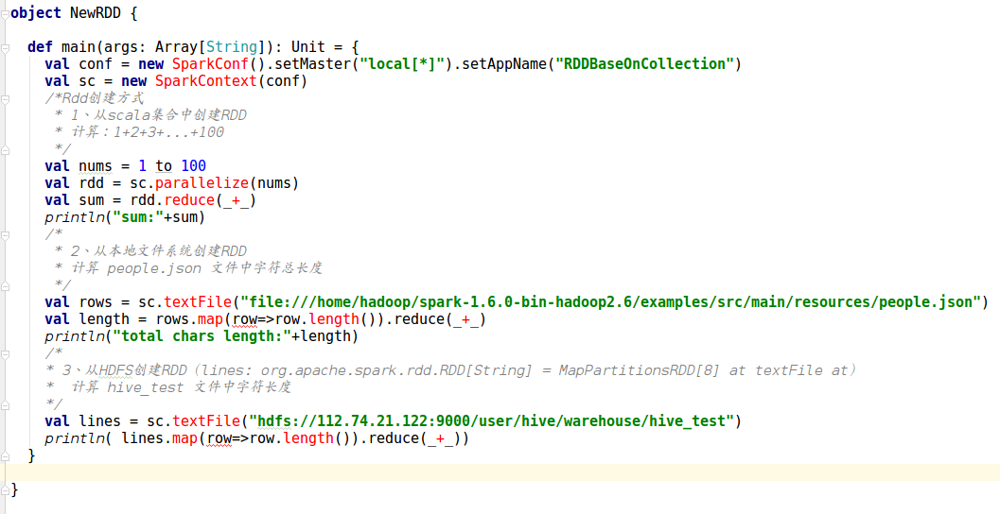 object NewRDD {
def main(args: Array[String]): Unit = {
val conf = new SparkConf().setMaster("local[*]").setAppName("RDDBaseOnCollection")
val sc = new SparkContext(conf)
/*Rdd创建方式
* 1、从scala集合中创建RDD
* 计算：1+2+3+...+100
*/
val nums = 1 to 100
val rdd = sc.parallelize(nums)
val sum = rdd.reduce(_+_)
println("sum:"+sum)
/*
* 2、从本地文件系统创建RDD
* 计算 people.json 文件中字符总长度
*/
val rows = sc.textFile("file:///home/hadoop/spark-1.6.0-bin-hadoop2.6/examples/src/main/resources/people.json")
val length = rows.map(row=>row.length()).reduce(_+_)
println("total chars length:"+length)
/*
* 3、从HDFS创建RDD（lines: org.apache.spark.rdd.RDD[String] = MapPartitionsRDD[8] at textFile at）
* 计算 hive_test 文件中字符长度
*/
val lines = sc.textFile("hdfs://112.74.21.122:9000/user/hive/warehouse/hive_test")
println( lines.map(row=>row.length()).reduce(_+_))
}
}